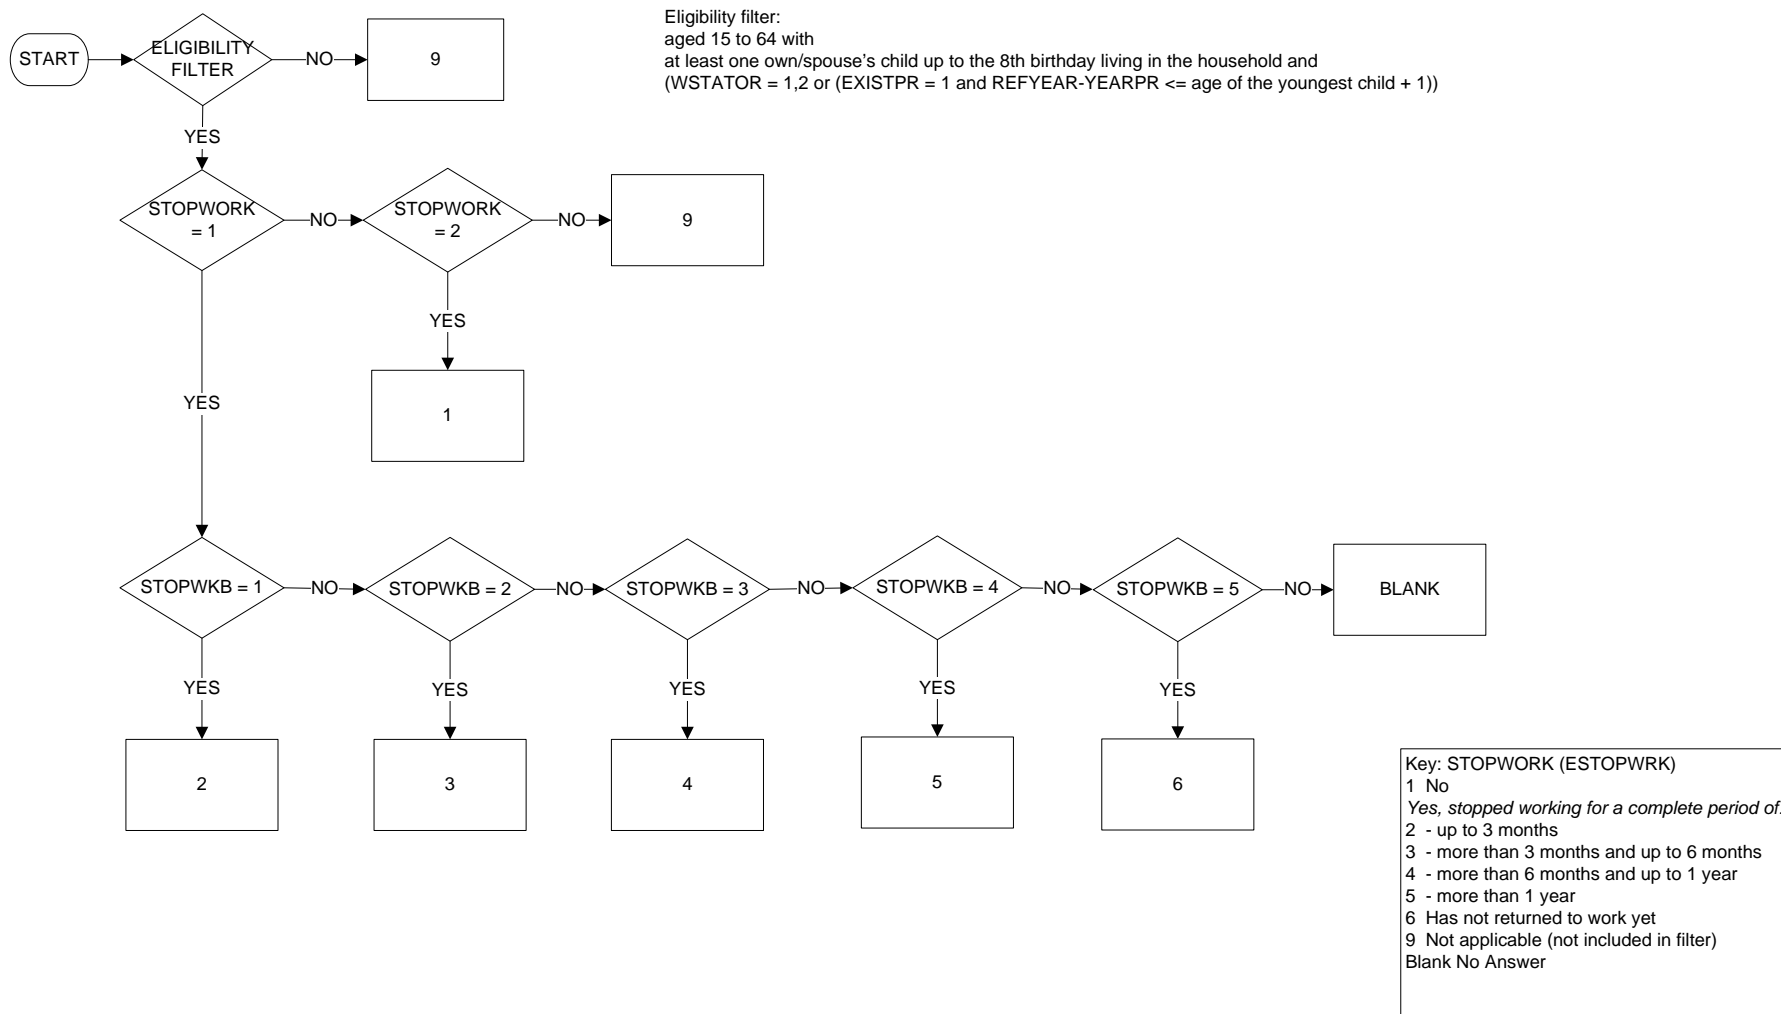 Eligibility filter:
aged 15 to 64 with
at least one own/spouse's child up to the 8th birthday living in the household and
(WSTATOR = 1,2 or (EXISTPR = 1 and REFYEAR-YEARPR <= age of the youngest child + 1))
START
ELIGIBILITY
FILTER
NO
9
YES
STOPWORK
= 1
NO
STOPWORK
= 2
NO
9
YES
1
YES
STOPWKB = 1
NO
STOPWKB = 2
NO
STOPWKB = 3
NO
STOPWKB = 4
NO
STOPWKB = 5
NO
BLANK
YES
YES
YES
YES
YES
2
3
4
5
6
Key: STOPWORK (ESTOPWRK)
1 No
Yes, stopped working for a complete period of:
2 - up to 3 months
3 - more than 3 months and up to 6 months
4 - more than 6 months and up to 1 year
5 - more than 1 year
6 Has not returned to work yet
9 Not applicable (not included in filter)
Blank No Answer